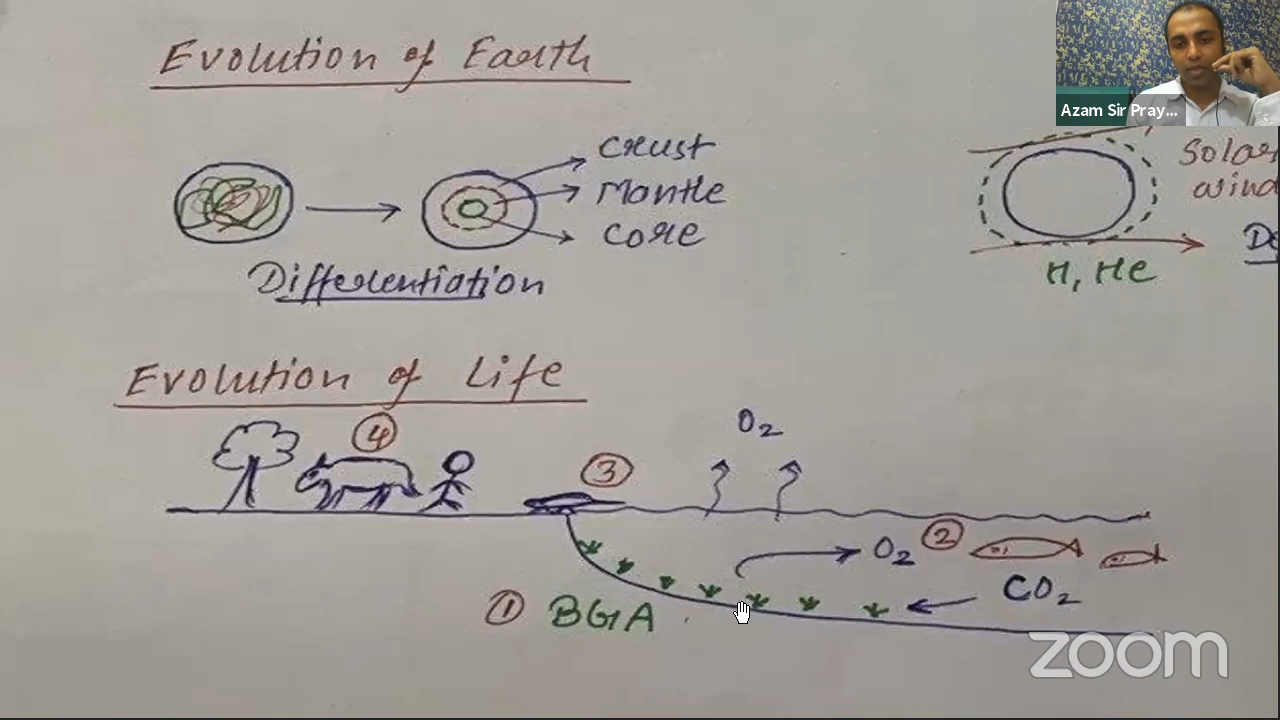 Evolution of Earth
Azam Sir Pray...
Crust
Mantle
Core
Differentiation
Solar
wind
H, He
Evolution of Life
④
③
O₂
O₂
②
CO₂
① BGA
zoom